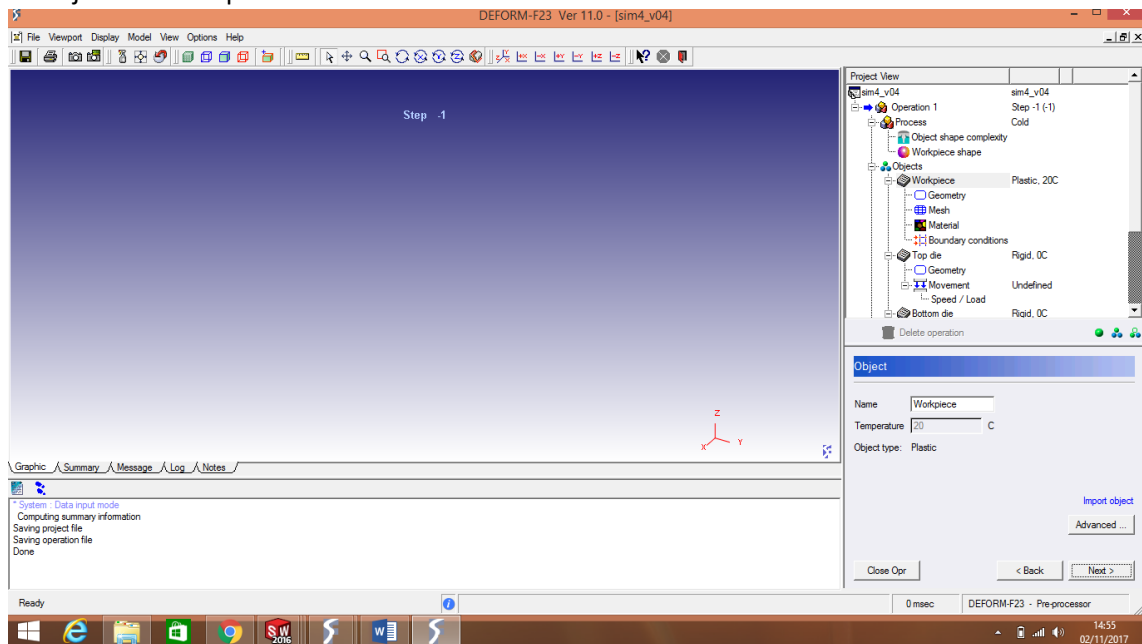 DEFORM-F23 Ver 11.0 - [sim4_v04]
File Viewport Display Model View Options Help
Step -1
Z
X Y
Graphic Summary Message Log Notes
* System : Data input mode
Computing summary information
Saving project file
Saving operation file
Done
Project View
sim4_v04 sim4_v04
Operation 1 Step -1 (-1)
Process Cold
Object shape complexity
Workpiece shape
Objects
Workpiece Plastic, 20C
Geometry
Mesh
Material
Boundary conditions
Top die Rigid, 0C
Geometry
Movement Undefined
Speed / Load
Bottom die Rigid, 0C
Delete operation
Object
Name Workpiece
Temperature 20 C
Object type: Plastic
Import object
Advanced ...
Close Opr < Back Next >
Ready 0 msec DEFORM-F23 - Pre-processor
SW 2016
14:55
02/11/2017